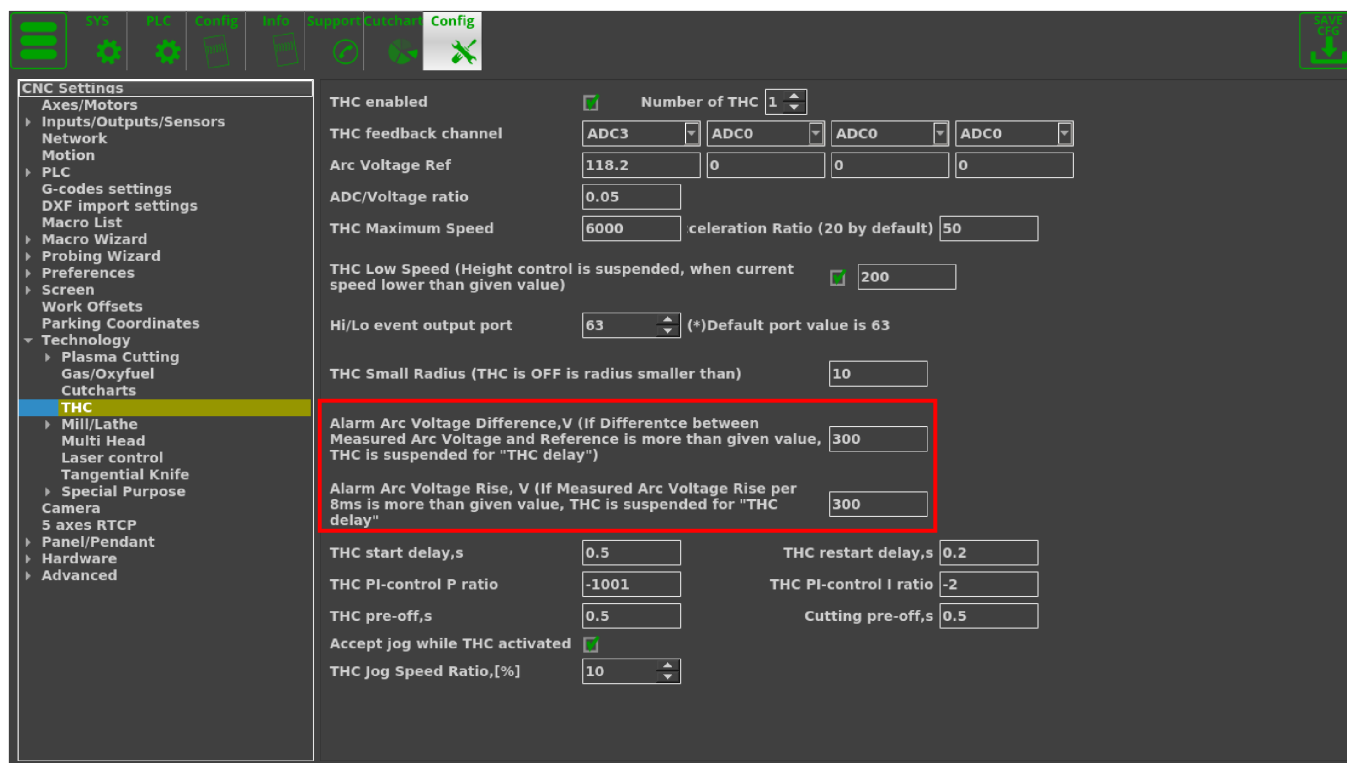 SYS PLC Config Info Support Cutchart Config SAVE CFG
CNC Settings
Axes/Motors
Inputs/Outputs/Sensors
Network
Motion
PLC
G-codes settings
DXF import settings
Macro List
Macro Wizard
Probing Wizard
Preferences
Screen
Work Offsets
Parking Coordinates
Technology
Plasma Cutting
Gas/Oxyfuel
Cutcharts
THC
Mill/Lathe
Multi Head
Laser control
Tangential Knife
Special Purpose
Camera
5 axes RTCP
Panel/Pendant
Hardware
Advanced
THC enabled Number of THC 1
THC feedback channel ADC3 ADC0 ADC0 ADC0
Arc Voltage Ref 118.2 0 0 0
ADC/Voltage ratio 0.05
THC Maximum Speed 6000 celeration Ratio (20 by default) 50
THC Low Speed (Height control is suspended, when current
speed lower than given value) 200
Hi/Lo event output port 63 (*)Default port value is 63
THC Small Radius (THC is OFF is radius smaller than) 10
Alarm Arc Voltage Difference,V (If Differentce between
Measured Arc Voltage and Reference is more than given value, 300
THC is suspended for "THC delay")
Alarm Arc Voltage Rise, V (If Measured Arc Voltage Rise per
8ms is more than given value, THC is suspended for "THC 300
delay"
THC start delay,s 0.5 THC restart delay,s 0.2
THC PI-control P ratio -1001 THC PI-control I ratio -2
THC pre-off,s 0.5 Cutting pre-off,s 0.5
Accept jog while THC activated
THC Jog Speed Ratio,[%] 10